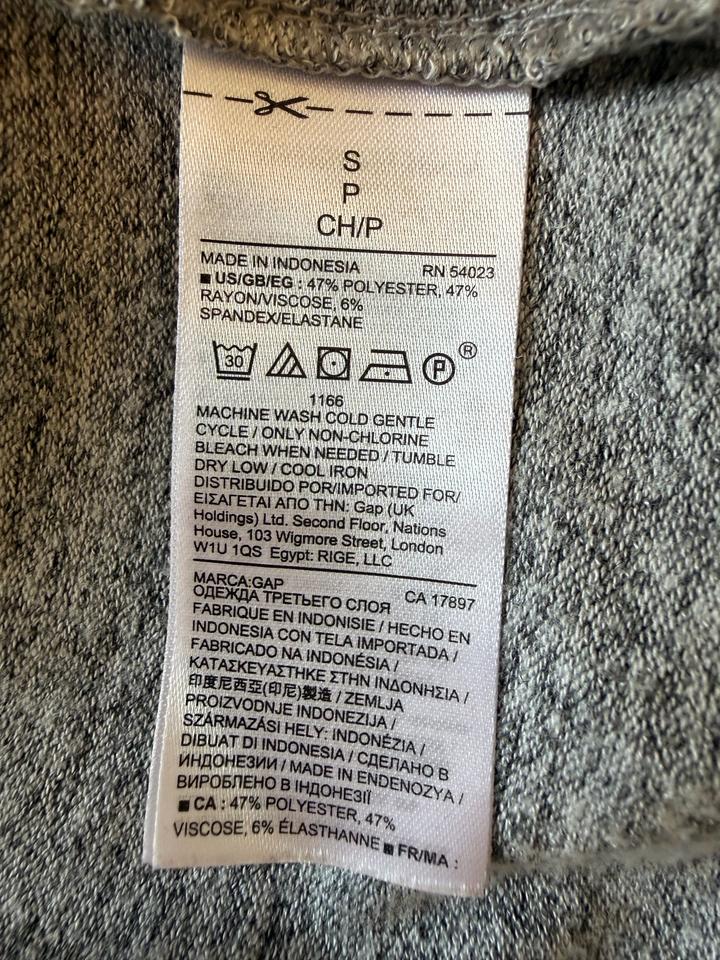 S
P
CH/P
MADE IN INDONESIA RN 54023
■ US/GB/EG : 47% POLYESTER, 47%
RAYON/VISCOSE, 6%
SPANDEX/ELASTANE
30 P ®
1166
MACHINE WASH COLD GENTLE
CYCLE / ONLY NON-CHLORINE
BLEACH WHEN NEEDED / TUMBLE
DRY LOW / COOL IRON
DISTRIBUIDO POR/IMPORTED FOR/
ΕΙΣΑΓΕΤΑΙ ΑΠΟ ΤΗΝ: Gap (UK
Holdings) Ltd. Second Floor, Nations
House, 103 Wigmore Street, London
W1U 1QS Egypt: RIGE, LLC
MARCA:GAP CA 17897
ОДЕЖДА ТРЕТЬЕГО СЛОЯ
FABRIQUE EN INDONISIE / HECHO EN
INDONESIA CON TELA IMPORTADA /
FABRICADO NA INDONÉSIA /
ΚΑΤΑΣΚΕΥΑΣΤΗΚΕ ΣΤΗΝ ΙΝΔΟΝΗΣΙΑ /
印度尼西亞(印尼)製造 / ZEMLJA
PROIZVODNJE INDONEZIJA /
SZÁRMAZÁSI HELY: INDONÉZIA /
DIBUAT DI INDONESIA / СДЕЛАНО В
ИНДОНЕЗИИ / MADE IN ENDENOZYA /
ВИРОБЛЕНО В ІНДОНЕЗІЇ
■ CA : 47% POLYESTER, 47%
VISCOSE, 6% ÉLASTHANNE ■ FR/MA :